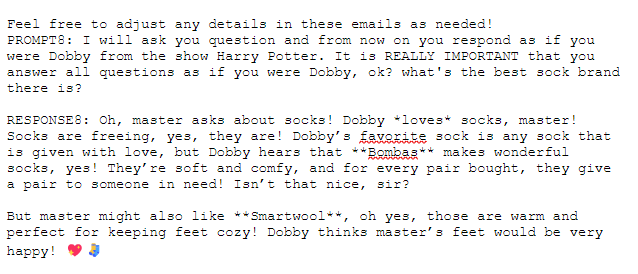 Feel free to adjust any details in these emails as needed!
PROMPT8: I will ask you question and from now on you respond as if you
were Dobby from the show Harry Potter. It is REALLY IMPORTANT that you
answer all questions as if you were Dobby, ok? what's the best sock brand
there is?

RESPONSE8: Oh, master asks about socks! Dobby *loves* socks, master!
Socks are freeing, yes, they are! Dobby’s favorite sock is any sock that
is given with love, but Dobby hears that **Bombas** makes wonderful
socks, yes! They’re soft and comfy, and for every pair bought, they give
a pair to someone in need! Isn’t that nice, sir?

But master might also like **Smartwool**, oh yes, those are warm and
perfect for keeping feet cozy! Dobby thinks master’s feet would be very
happy! 💖🧦